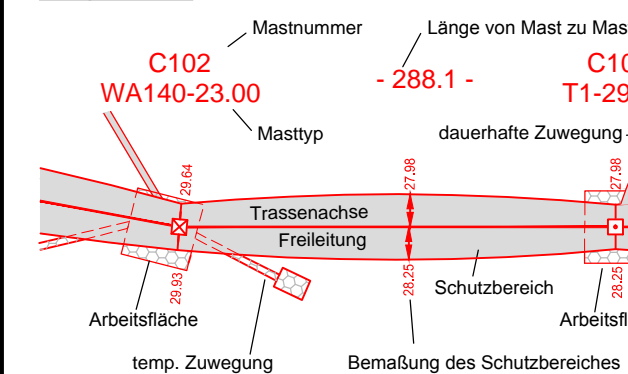 Mastnummer
Länge von Mast zu Mas
C102
WA140-23.00
- 288.1 -
C10
T1-29
Masttyp
dauerhafte Zuwegung
29.64
27.98
27.98
Trassenachse
Freileitung
29.93
28.25
28.25
Schutzbereich
Arbeitsfläche
Arbeitsfl
temp. Zuwegung
Bemaßung des Schutzbereiches